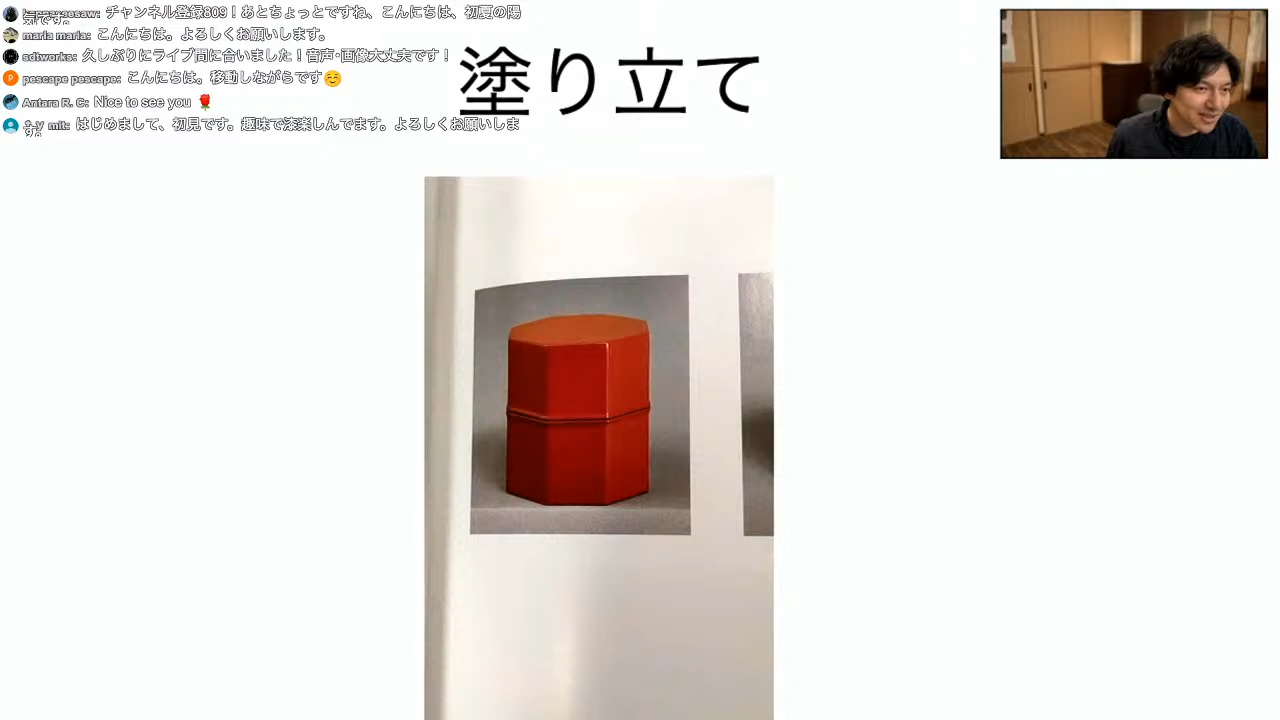 チャンネル登録809！あとちょっとですね、こんにちは、初夏の陽
気です。
maria maria: こんにちは。よろしくお願いします。
sdtworks: 久しぶりにライブ間に合いました！音声・画像大丈夫です！
pescape pescape: こんにちは。移動しながらです☺️
Antara R. C: Nice to see you 🌹
mit: はじめまして、初見です。趣味で漆楽しんでます。よろしくお願いしま
す。
塗り立て